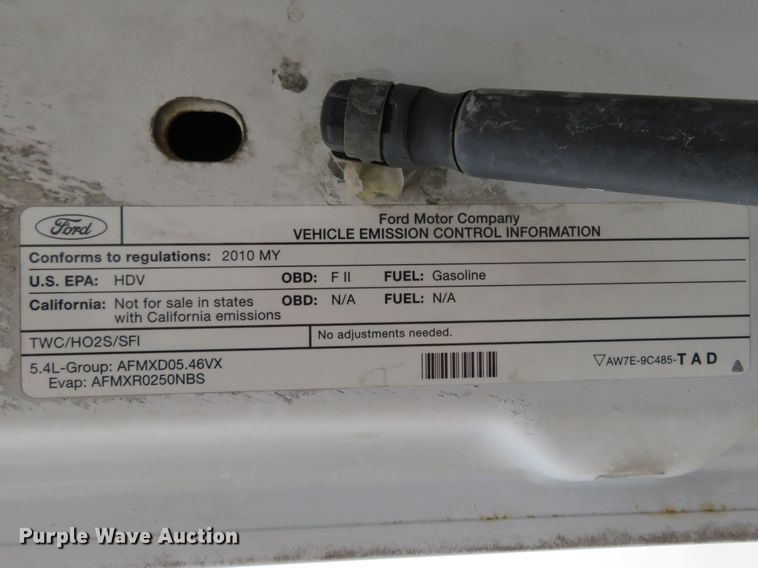 Ford
Ford Motor Company
VEHICLE EMISSION CONTROL INFORMATION
Conforms to regulations: 2010 MY
U.S. EPA: HDV OBD: F II FUEL: Gasoline
California: Not for sale in states with California emissions OBD: N/A FUEL: N/A
TWC/HO2S/SFI
No adjustments needed.
5.4L-Group: AFMXD05.46VX
Evap: AFMXR0250NBS
▽AW7E-9C485-TAD
Purple Wave Auction